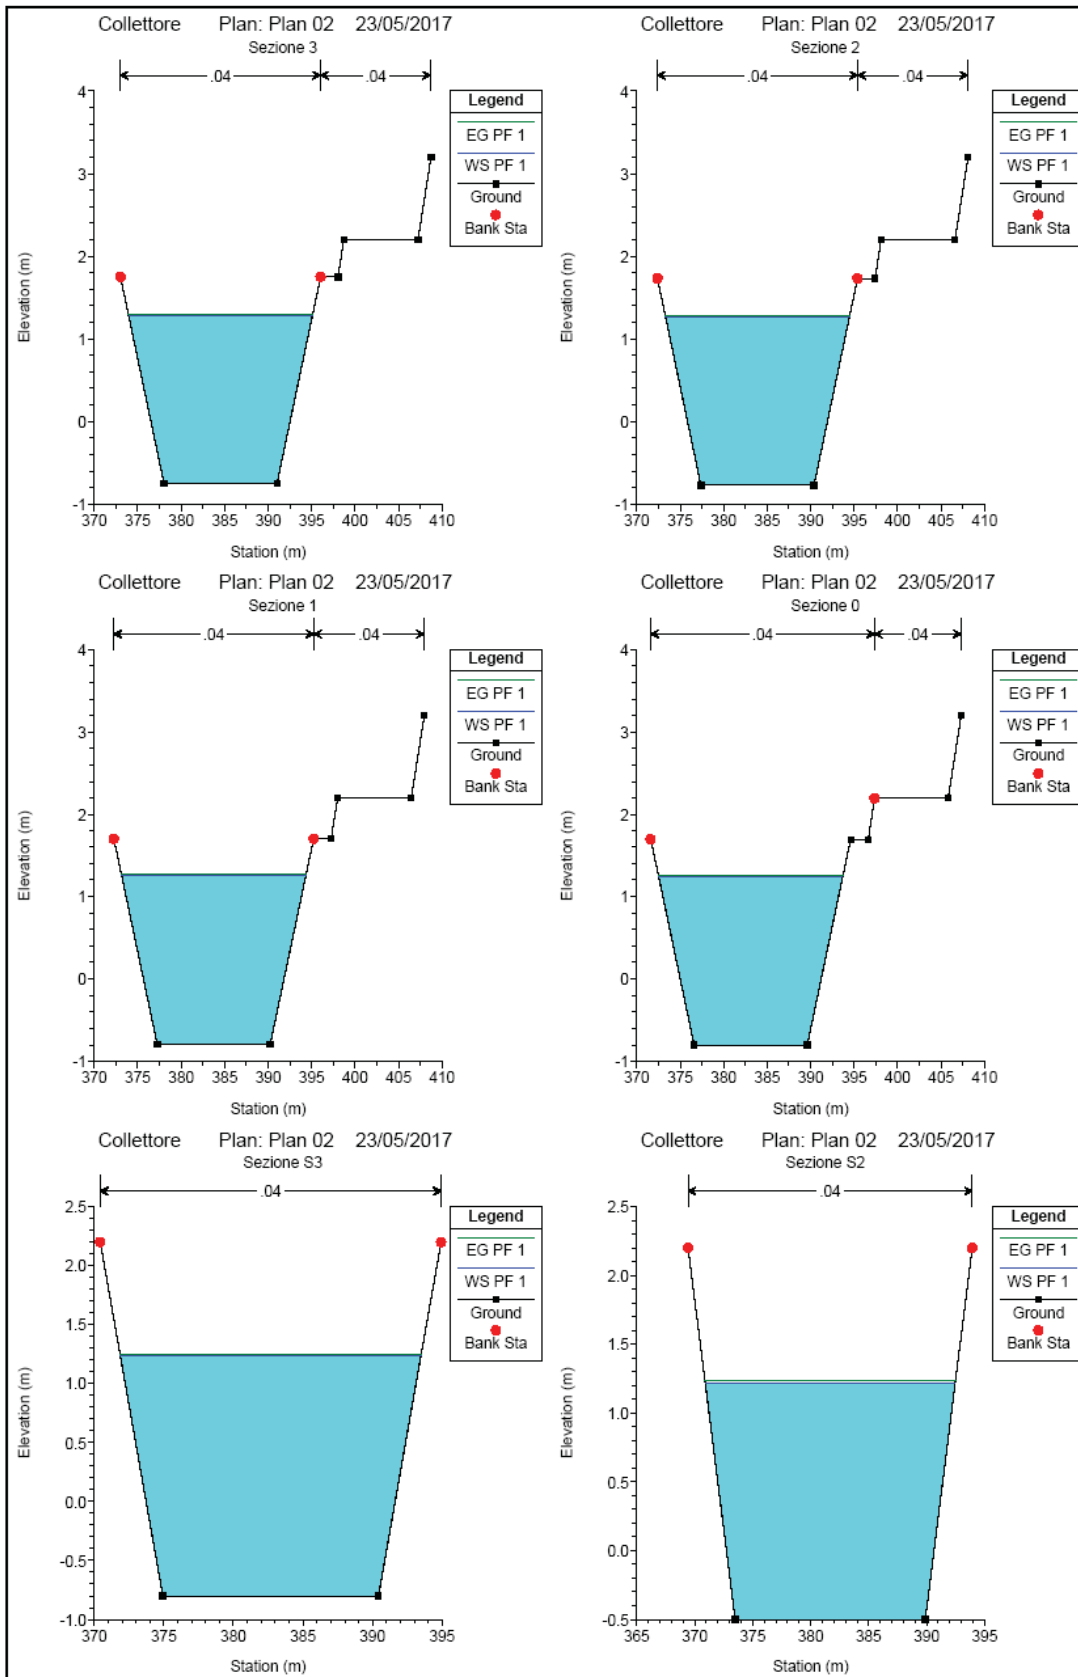 Collettore Plan: Plan 02 23/05/2017
Sezione 3
.04 .04
Legend
EG PF 1
WS PF 1
Ground
Bank Sta
Elevation (m)
4
3
2
1
0
-1
370 375 380 385 390 395 400 405 410
Station (m)
Collettore Plan: Plan 02 23/05/2017
Sezione 2
.04 .04
Legend
EG PF 1
WS PF 1
Ground
Bank Sta
Elevation (m)
4
3
2
1
0
-1
370 375 380 385 390 395 400 405 410
Station (m)
Collettore Plan: Plan 02 23/05/2017
Sezione 1
.04 .04
Legend
EG PF 1
WS PF 1
Ground
Bank Sta
Elevation (m)
4
3
2
1
0
-1
370 375 380 385 390 395 400 405 410
Station (m)
Collettore Plan: Plan 02 23/05/2017
Sezione 0
.04 .04
Legend
EG PF 1
WS PF 1
Ground
Bank Sta
Elevation (m)
4
3
2
1
0
-1
370 375 380 385 390 395 400 405 410
Station (m)
Collettore Plan: Plan 02 23/05/2017
Sezione S3
.04
Legend
EG PF 1
WS PF 1
Ground
Bank Sta
Elevation (m)
2.5
2.0
1.5
1.0
0.5
0.0
-0.5
-1.0
370 375 380 385 390 395
Station (m)
Collettore Plan: Plan 02 23/05/2017
Sezione S2
.04
Legend
EG PF 1
WS PF 1
Ground
Bank Sta
Elevation (m)
2.5
2.0
1.5
1.0
0.5
0.0
-0.5
365 370 375 380 385 390 395
Station (m)